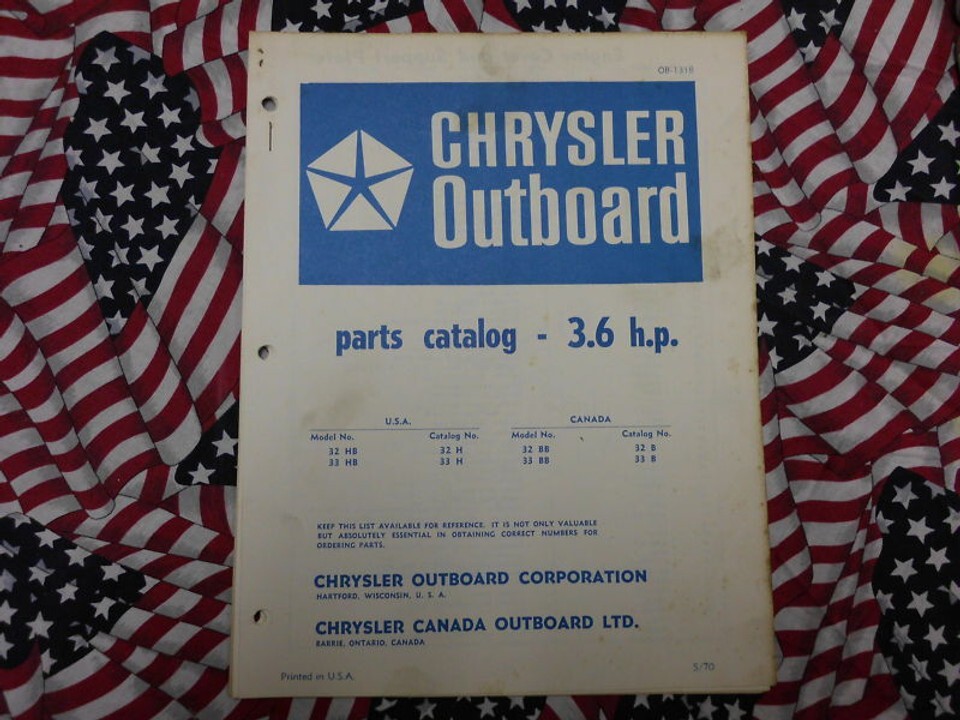 OB-1319
CHRYSLER
Outboard
parts catalog - 3.6 h.p.
U.S.A. CANADA
Model No. Catalog No. Model No. Catalog No.
32 HB 32 H 32 BB 32 B
33 HB 33 H 33 BB 33 B
KEEP THIS LIST AVAILABLE FOR REFERENCE. IT IS NOT ONLY VALUABLE
BUT ABSOLUTELY ESSENTIAL IN OBTAINING CORRECT NUMBERS FOR
ORDERING PARTS.
CHRYSLER OUTBOARD CORPORATION
HARTFORD, WISCONSIN, U. S. A.
CHRYSLER CANADA OUTBOARD LTD.
BARRIE, ONTARIO, CANADA
Printed in U.S.A. 5/70